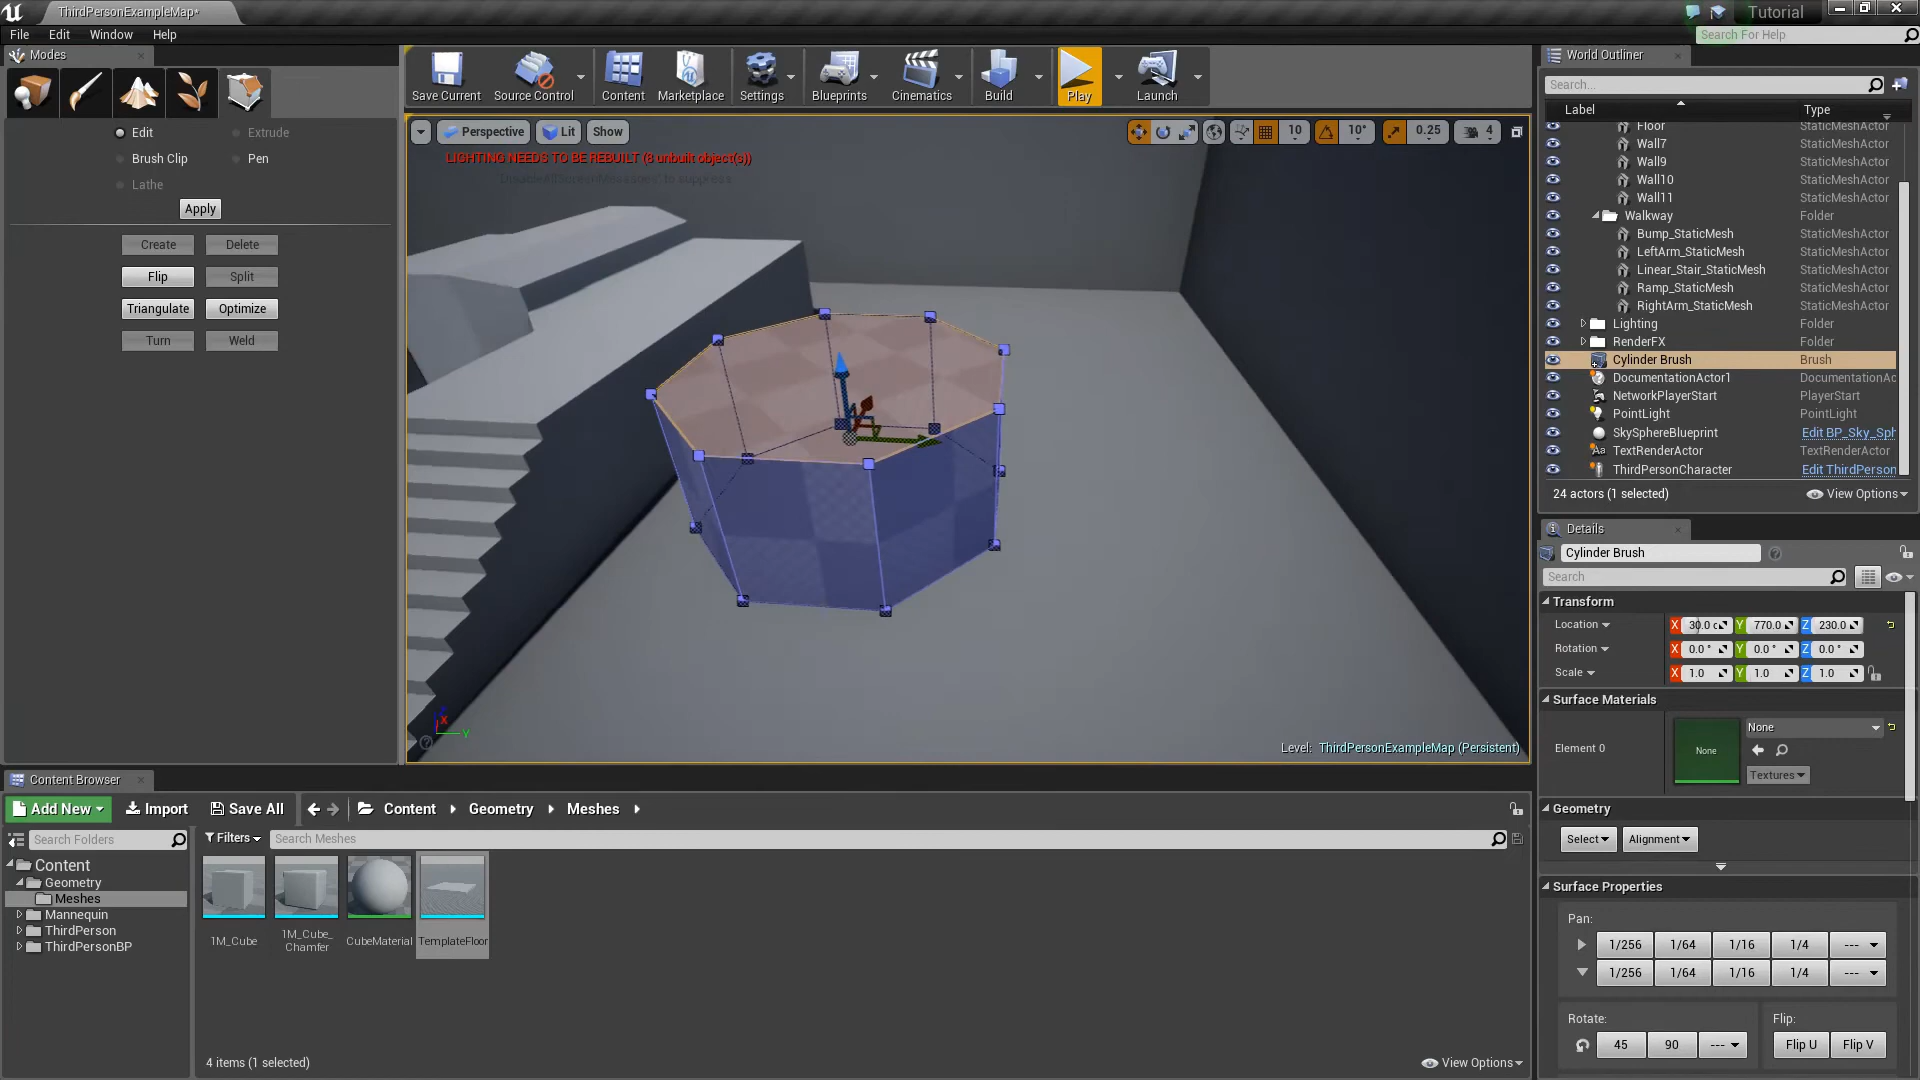 ThirdPersonExampleMap*
Tutorial
File Edit Window Help
Search For Help
Modes
Edit
Extrude
Brush Clip
Pen
Lathe
Apply
Create
Delete
Flip
Split
Triangulate
Optimize
Turn
Weld
Save Current
Source Control
Content
Marketplace
Settings
Blueprints
Cinematics
Build
Play
Launch
Perspective
Lit
Show
10
10°
0.25
4
LIGHTING NEEDS TO BE REBUILT (8 unbuilt object(s))
'DisableAllScreenMessages' to suppress
X
Z
Y
Level: ThirdPersonExampleMap (Persistent)
World Outliner
Search...
Label
Type
Floor StaticMeshActor
Wall7 StaticMeshActor
Wall9 StaticMeshActor
Wall10 StaticMeshActor
Wall11 StaticMeshActor
Walkway Folder
Bump_StaticMesh StaticMeshActor
LeftArm_StaticMesh StaticMeshActor
Linear_Stair_StaticMesh StaticMeshActor
Ramp_StaticMesh StaticMeshActor
RightArm_StaticMesh StaticMeshActor
Lighting Folder
RenderFX Folder
Cylinder Brush Brush
DocumentationActor1 DocumentationAc
NetworkPlayerStart PlayerStart
PointLight PointLight
SkySphereBlueprint Edit BP_Sky_Sph
TextRenderActor TextRenderActor
ThirdPersonCharacter Edit ThirdPerson
24 actors (1 selected)
View Options
Details
Cylinder Brush
Search
Transform
Location X 30.0 c Y 770.0 Z 230.0
Rotation X 0.0 ° Y 0.0 ° Z 0.0 °
Scale X 1.0 Y 1.0 Z 1.0
Surface Materials
Element 0
None
None
Textures
Geometry
Select
Alignment
Surface Properties
Pan:
1/256 1/64 1/16 1/4 ---
1/256 1/64 1/16 1/4 ---
Rotate:
Flip:
45 90 ---
Flip U Flip V
Content Browser
Add New
Import
Save All
Content
Geometry
Meshes
Search Folders
Filters
Search Meshes
Content
Geometry
Meshes
Mannequin
ThirdPerson
ThirdPersonBP
1M_Cube
1M_Cube_
Chamfer
CubeMaterial
TemplateFloor
4 items (1 selected)
View Options